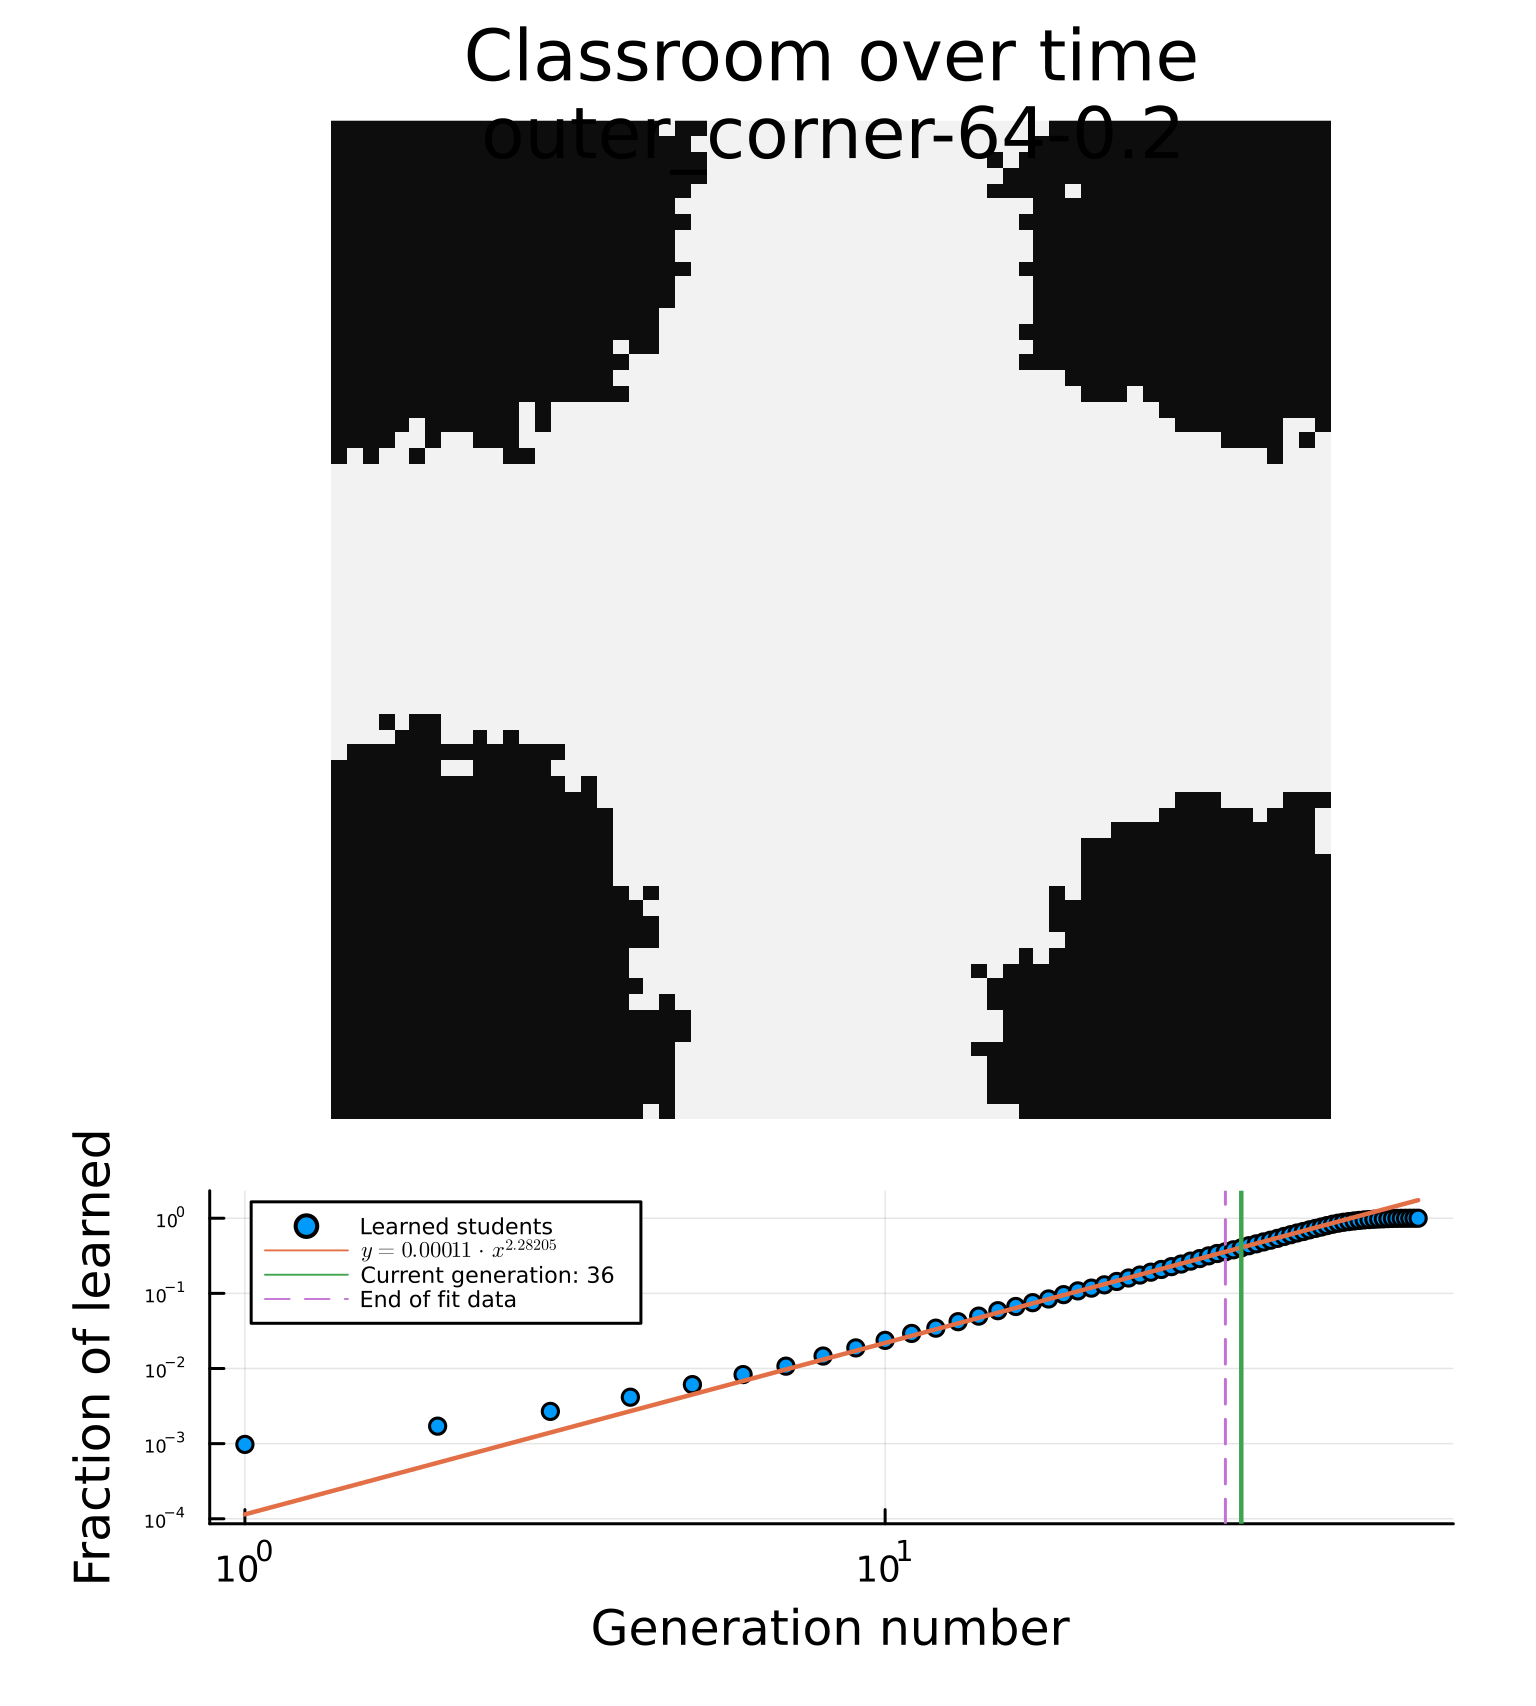 Classroom over time
outer_corner-64-0.2
Fraction of learned
10^0
10^-1
10^-2
10^-3
10^-4
Learned students
y = 0.00011 · x^2.28205
Current generation: 36
End of fit data
10^0
10^1
Generation number